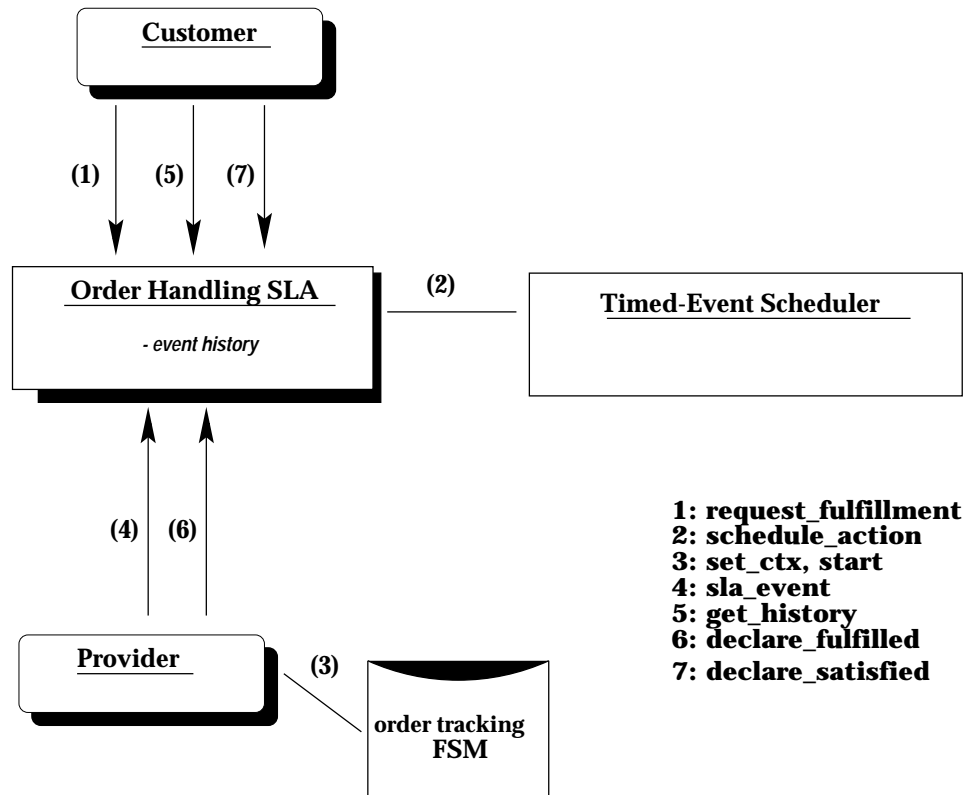 Customer
(1)
(5)
(7)
Order Handling SLA
- event history
(2)
Timed-Event Scheduler
(4)
(6)
1: request_fulfillment
2: schedule_action
3: set_ctx, start
4: sla_event
5: get_history
6: declare_fulfilled
7: declare_satisfied
Provider
(3)
order tracking
FSM